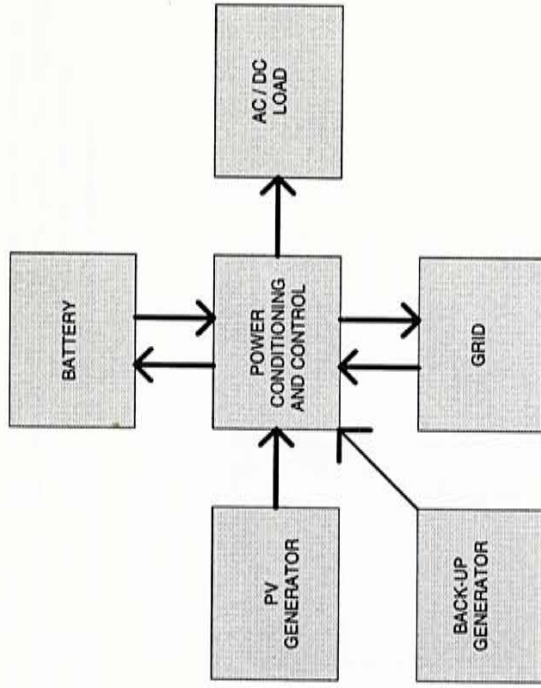 BATTERY
PV
GENERATOR
POWER
CONDITIONING
AND CONTROL
AC / DC
LOAD
BACK-UP
GENERATOR
GRID